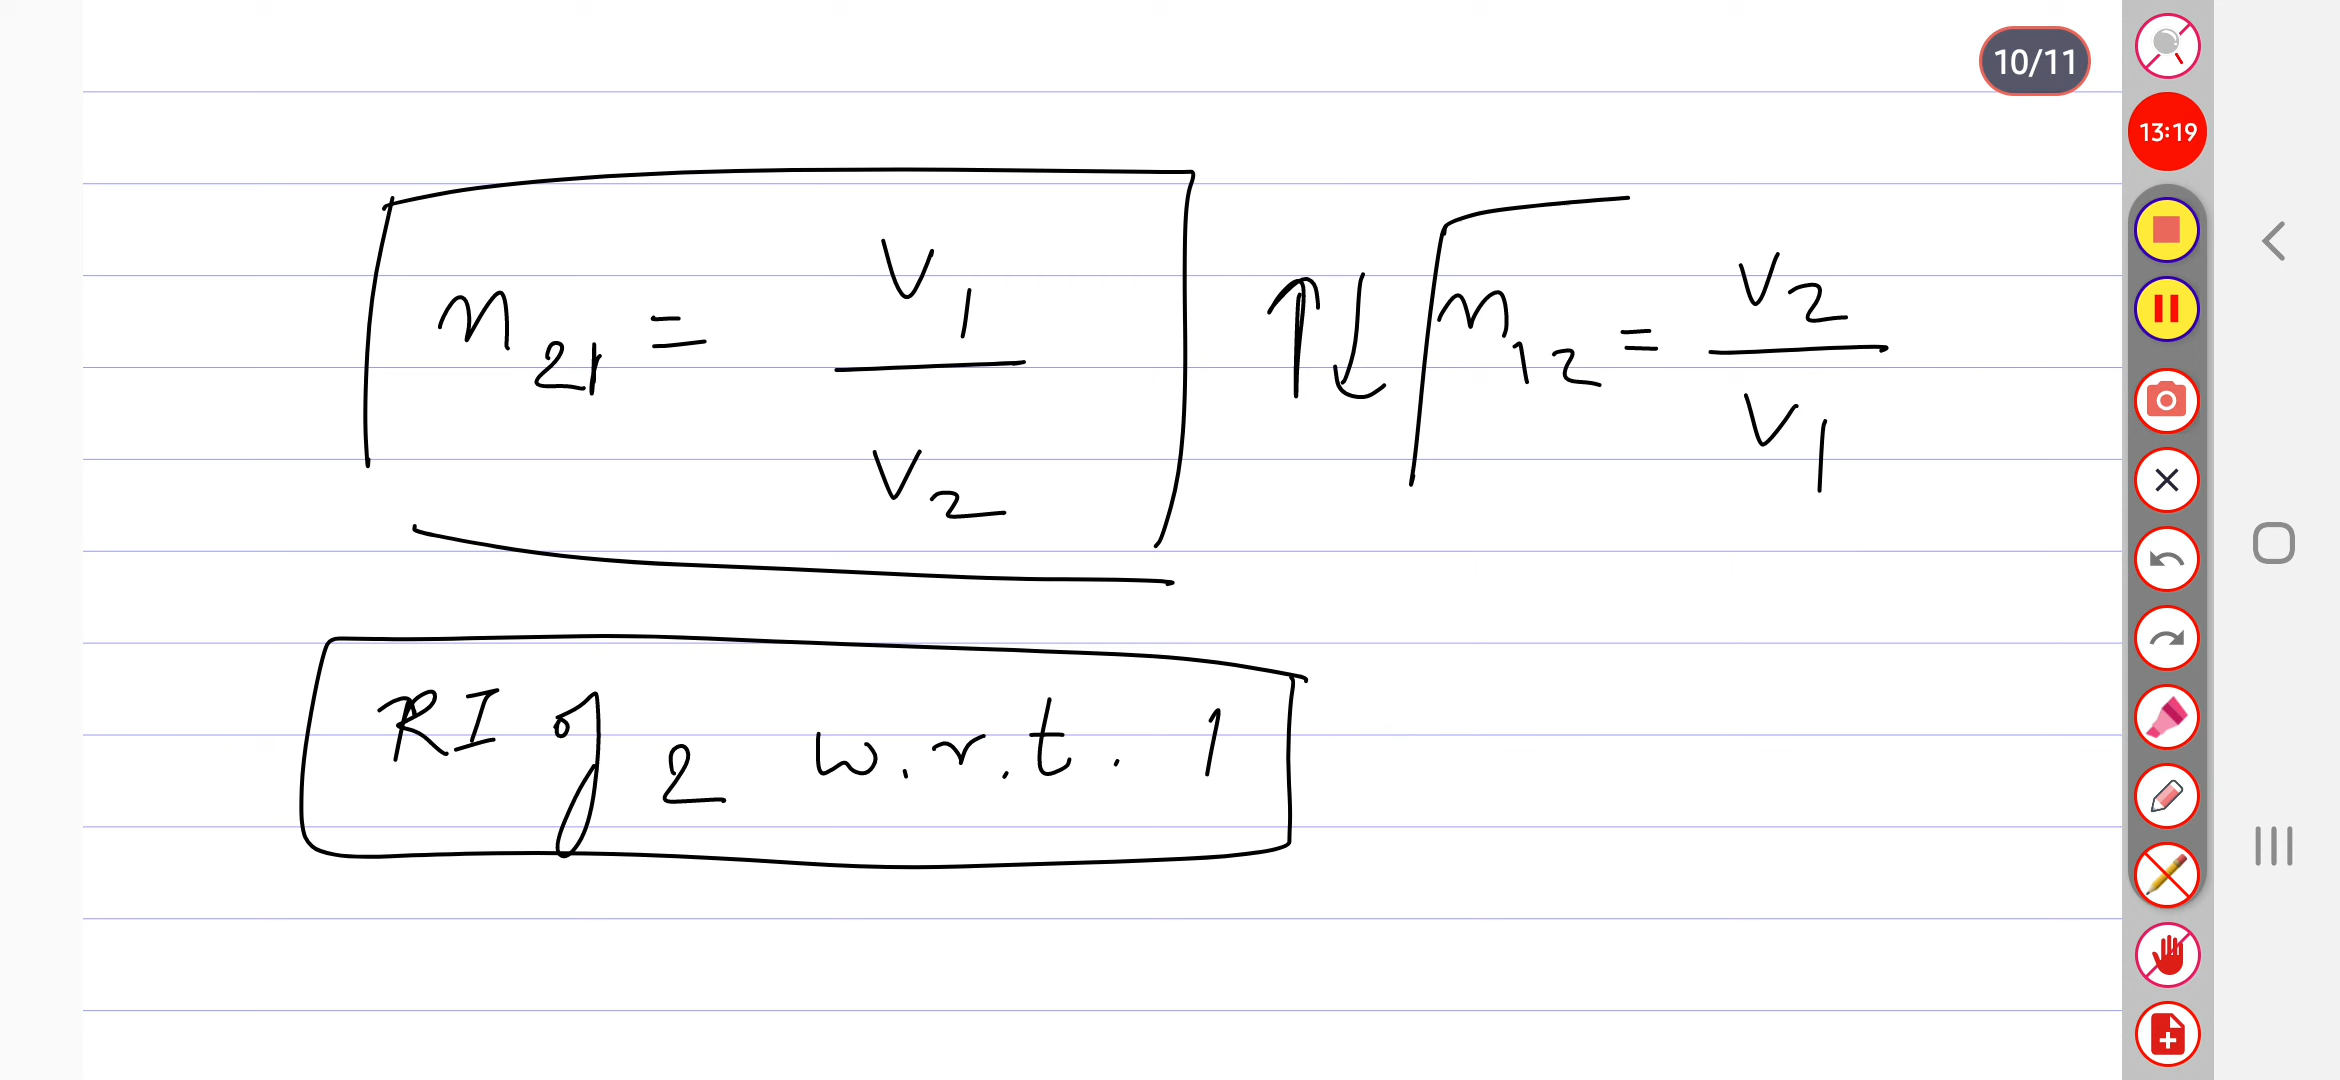 10/11
13:19
n21 = V1 / V2 ↑↓ n12 = V2 / V1
RI of 2 w.r.t. 1